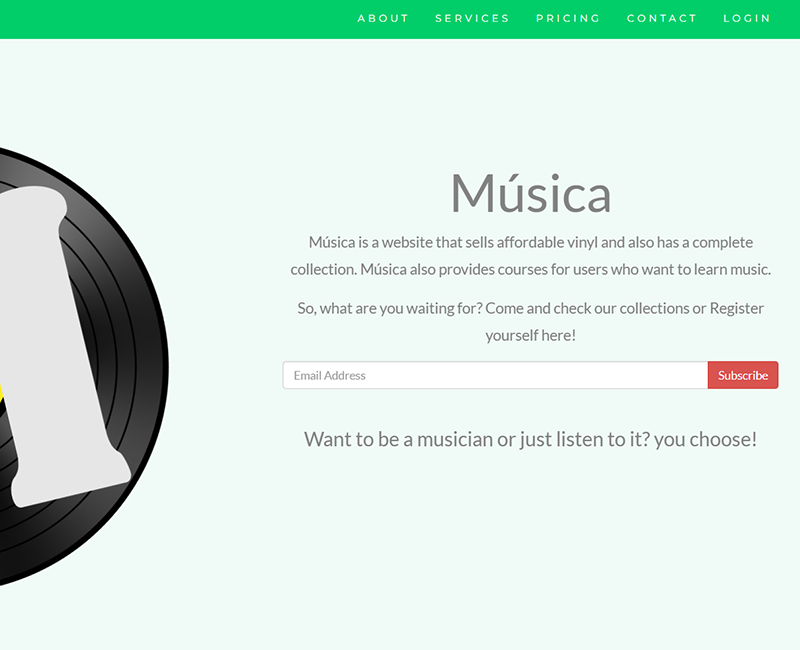 ABOUT SERVICES PRICING CONTACT LOGIN
Música
Música is a website that sells affordable vinyl and also has a complete
collection. Música also provides courses for users who want to learn music.
So, what are you waiting for? Come and check our collections or Register
yourself here!
Email Address Subscribe
Want to be a musician or just listen to it? you choose!